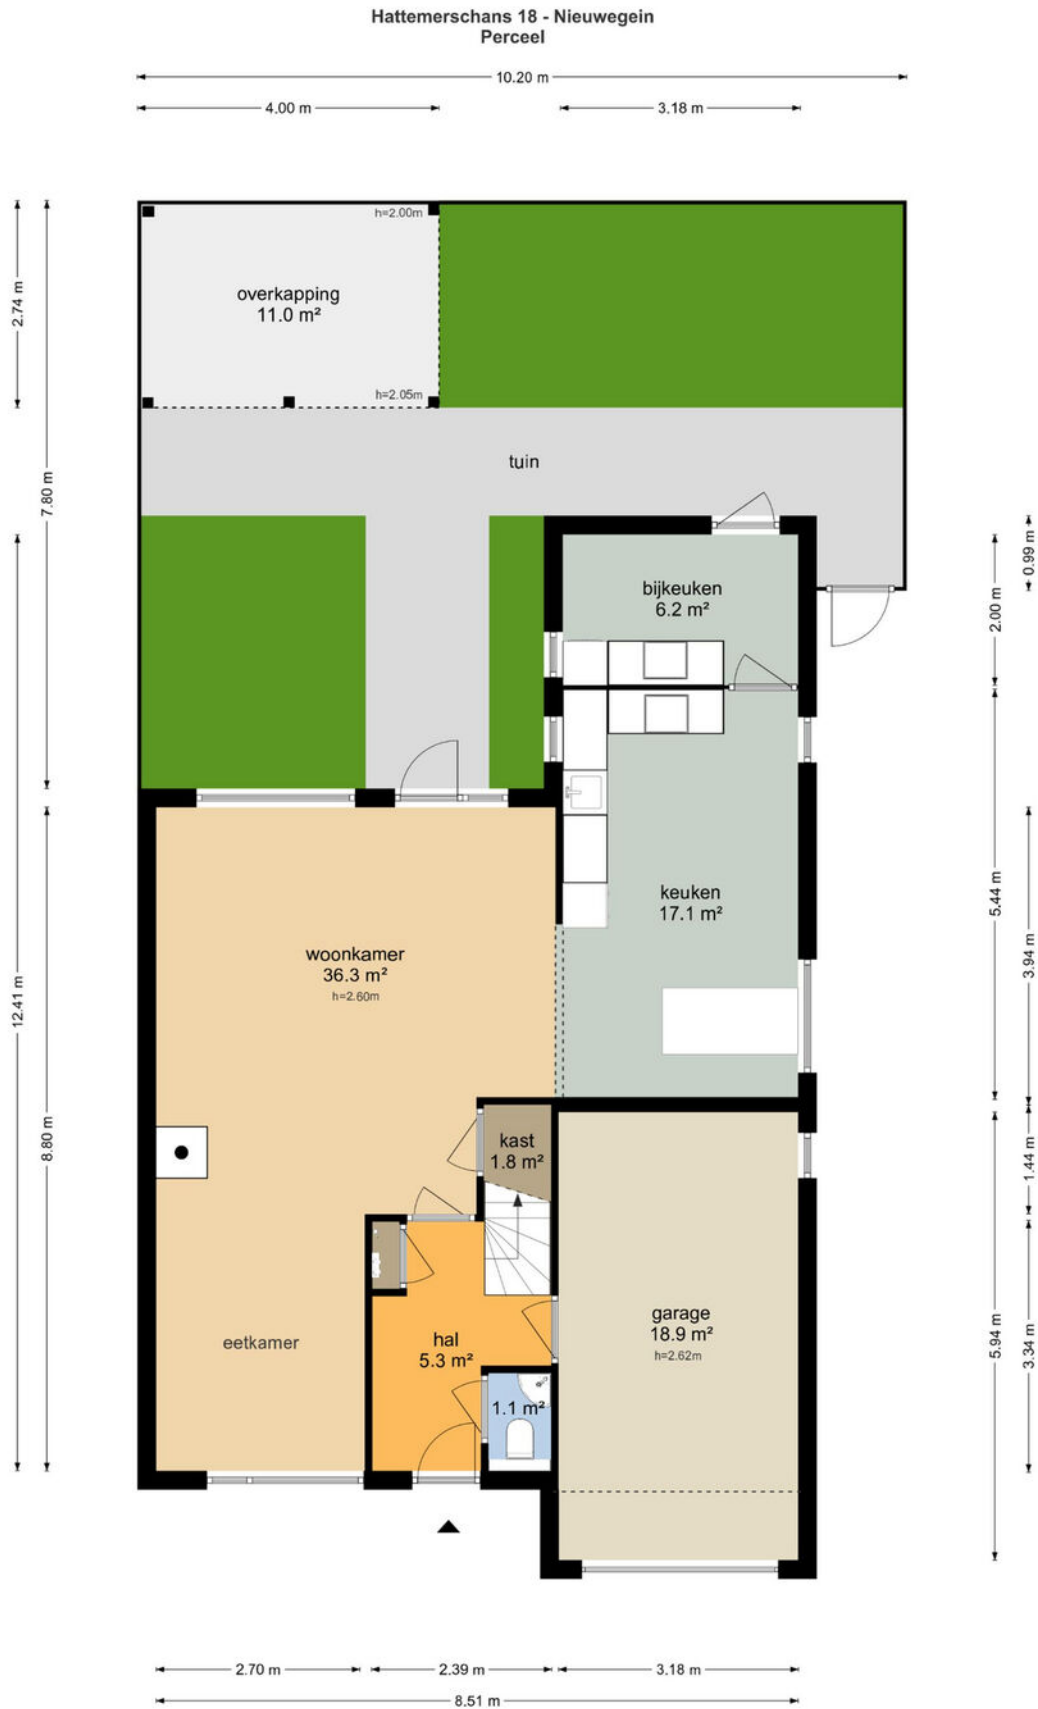 Hattemerschans 18 - Nieuwegein
Perceel
10.20 m
4.00 m
3.18 m
h=2.00m
overkapping
11.0 m²
2.74 m
h=2.05m
tuin
7.80 m
0.99 m
bijkeuken
6.2 m²
2.00 m
keuken
17.1 m²
5.44 m
3.94 m
woonkamer
36.3 m²
h=2.60m
12.41 m
8.80 m
kast
1.8 m²
1.44 m
eetkamer
hal
5.3 m²
garage
18.9 m²
h=2.62m
5.94 m
3.34 m
1.1 m²
2.70 m
2.39 m
3.18 m
8.51 m